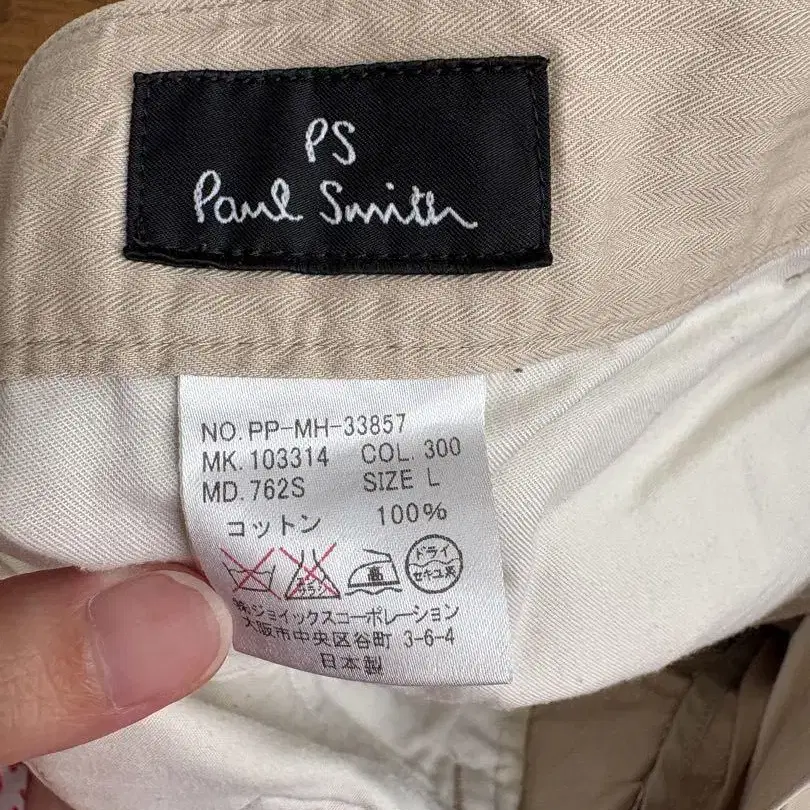 PS
Paul Smith
NO. PP-MH-33857
MK. 103314 COL. 300
MD. 762S SIZE L
コットン 100%
高
ドライ
セキユ系
㈱ジョイックスコーポレーション
大阪市中央区谷町 3-6-4
日本製